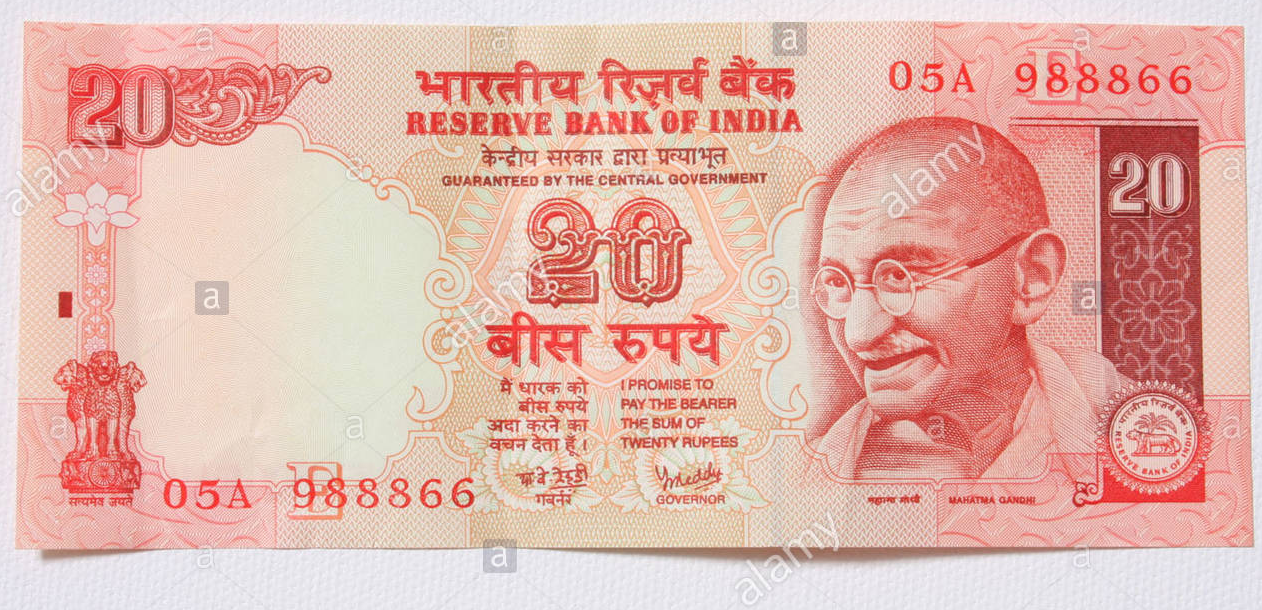 20
भारतीय रिज़र्व बैंक
RESERVE BANK OF INDIA
05A 988866
E
केन्द्रीय सरकार द्वारा प्रत्याभूत
GUARANTEED BY THE CENTRAL GOVERNMENT
20
20
बीस रुपये
मैं धारक को
बीस रुपये
अदा करने का
वचन देता हूँ।
I PROMISE TO
PAY THE BEARER
THE SUM OF
TWENTY RUPEES
गवर्नर
GOVERNOR
सत्यमेव जयते
05A 988866
E
महात्मा गांधी
MAHATMA GANDHI
भारतीय रिज़र्व बैंक
RESERVE BANK OF INDIA
a
alamy